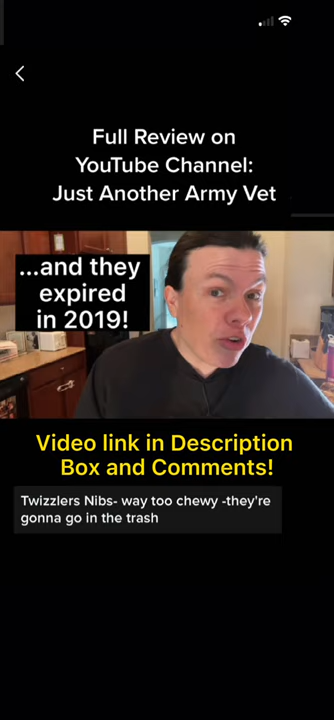 Full Review on
YouTube Channel:
Just Another Army Vet
...and they
expired
in 2019!
Video link in Description
Box and Comments!
Twizzlers Nibs- way too chewy -they're
gonna go in the trash